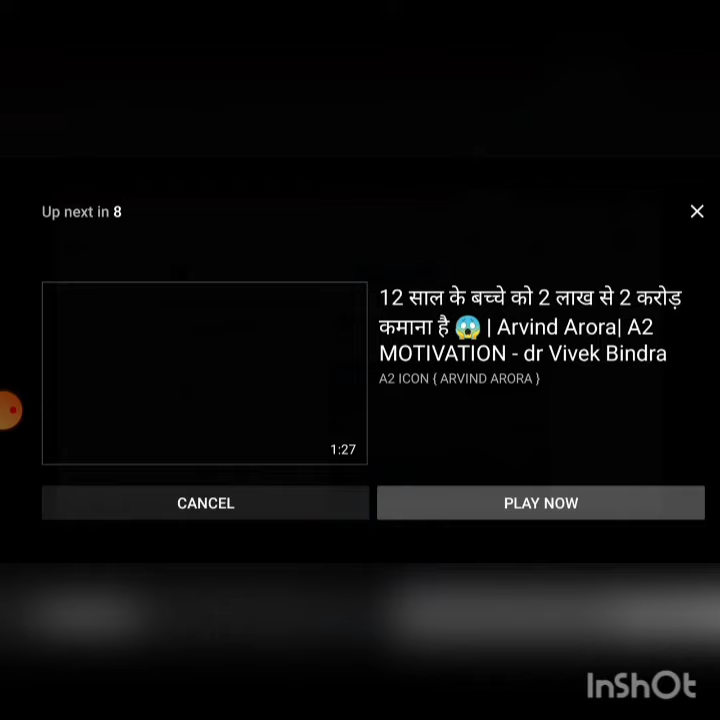 Up next in 8
12 साल के बच्चे को 2 लाख से 2 करोड़
कमाना है 😱 | Arvind Arora| A2
MOTIVATION - dr Vivek Bindra
A2 ICON { ARVIND ARORA }
1:27
CANCEL
PLAY NOW
InShOt